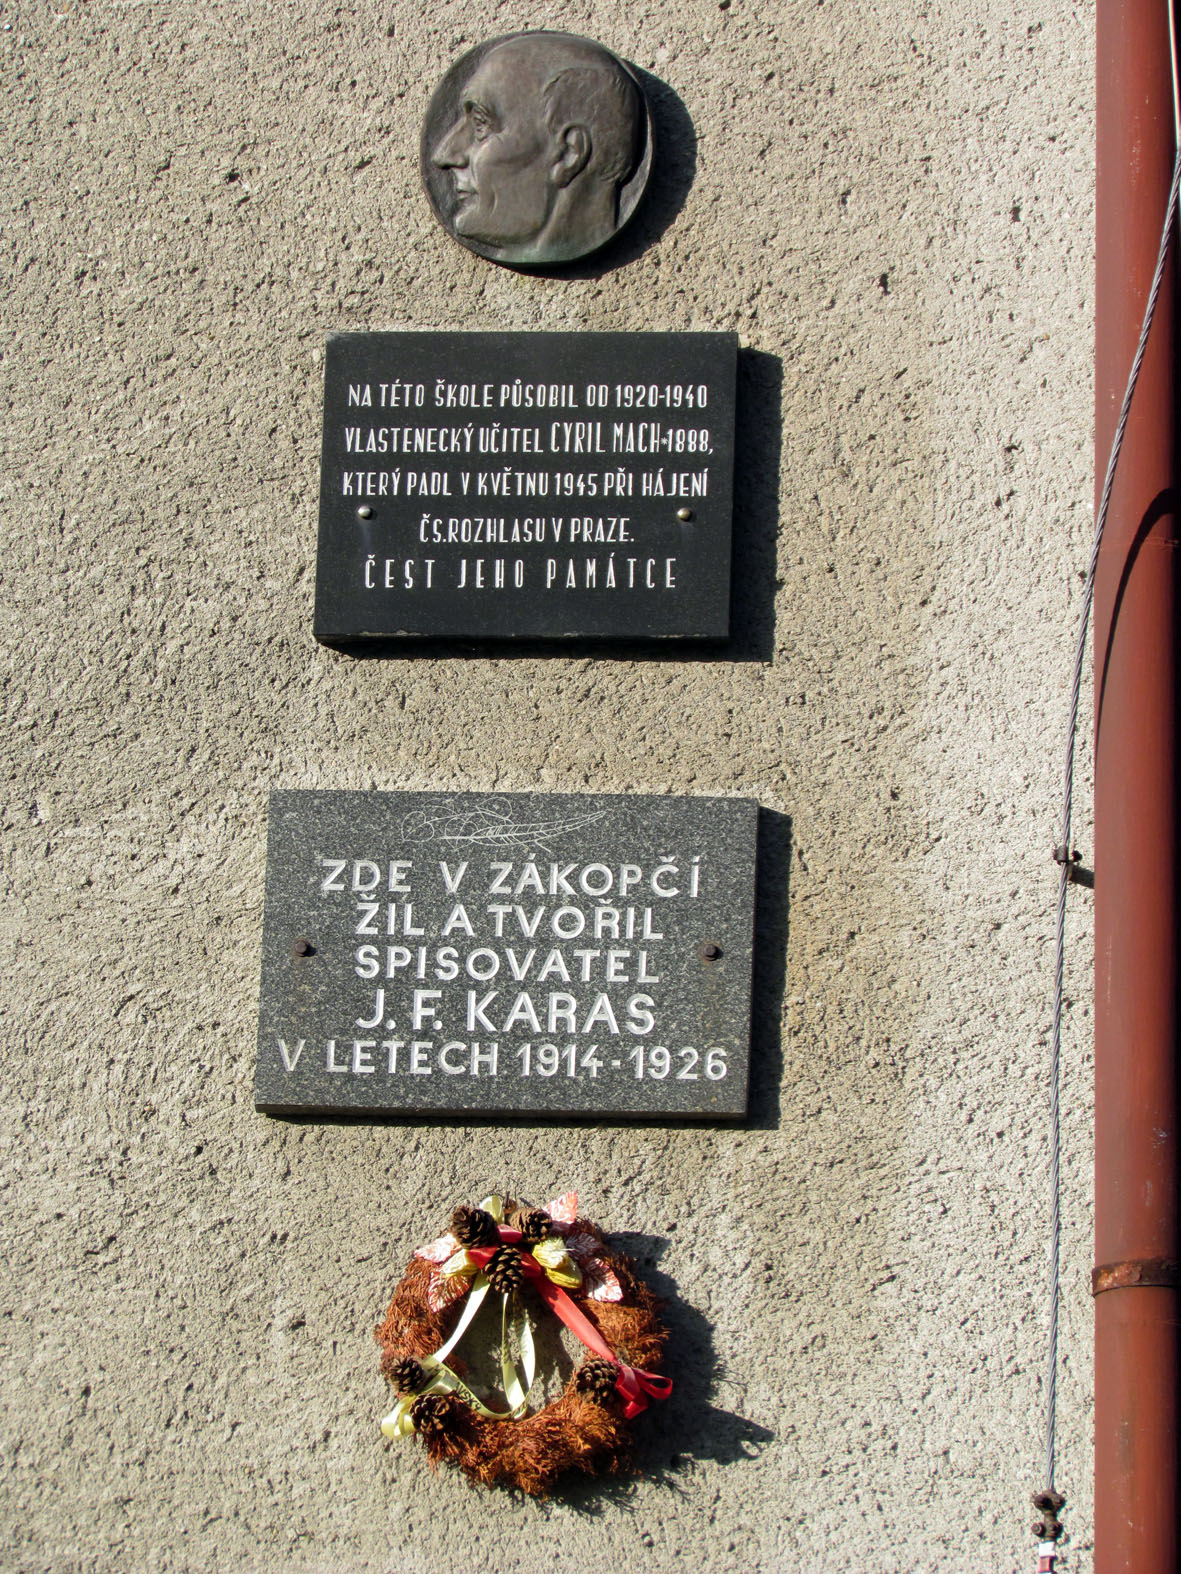 NA TÉTO ŠKOLE PŮSOBIL OD 1920-1940
VLASTENECKÝ UČITEL CYRIL MACH *1888,
KTERÝ PADL V KVĚTNU 1945 PŘI HÁJENÍ
ČS. ROZHLASU V PRAZE.
ČEST JEHO PAMÁTCE
ZDE V ZÁKOPČÍ
ŽIL A TVOŘIL
SPISOVATEL
J. F. KARAS
V LETECH 1914-1926